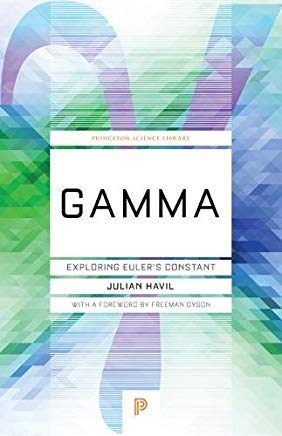 PRINCETON SCIENCE LIBRARY
GAMMA
EXPLORING EULER'S CONSTANT
JULIAN HAVIL
WITH A FOREWORD BY FREEMAN DYSON
P